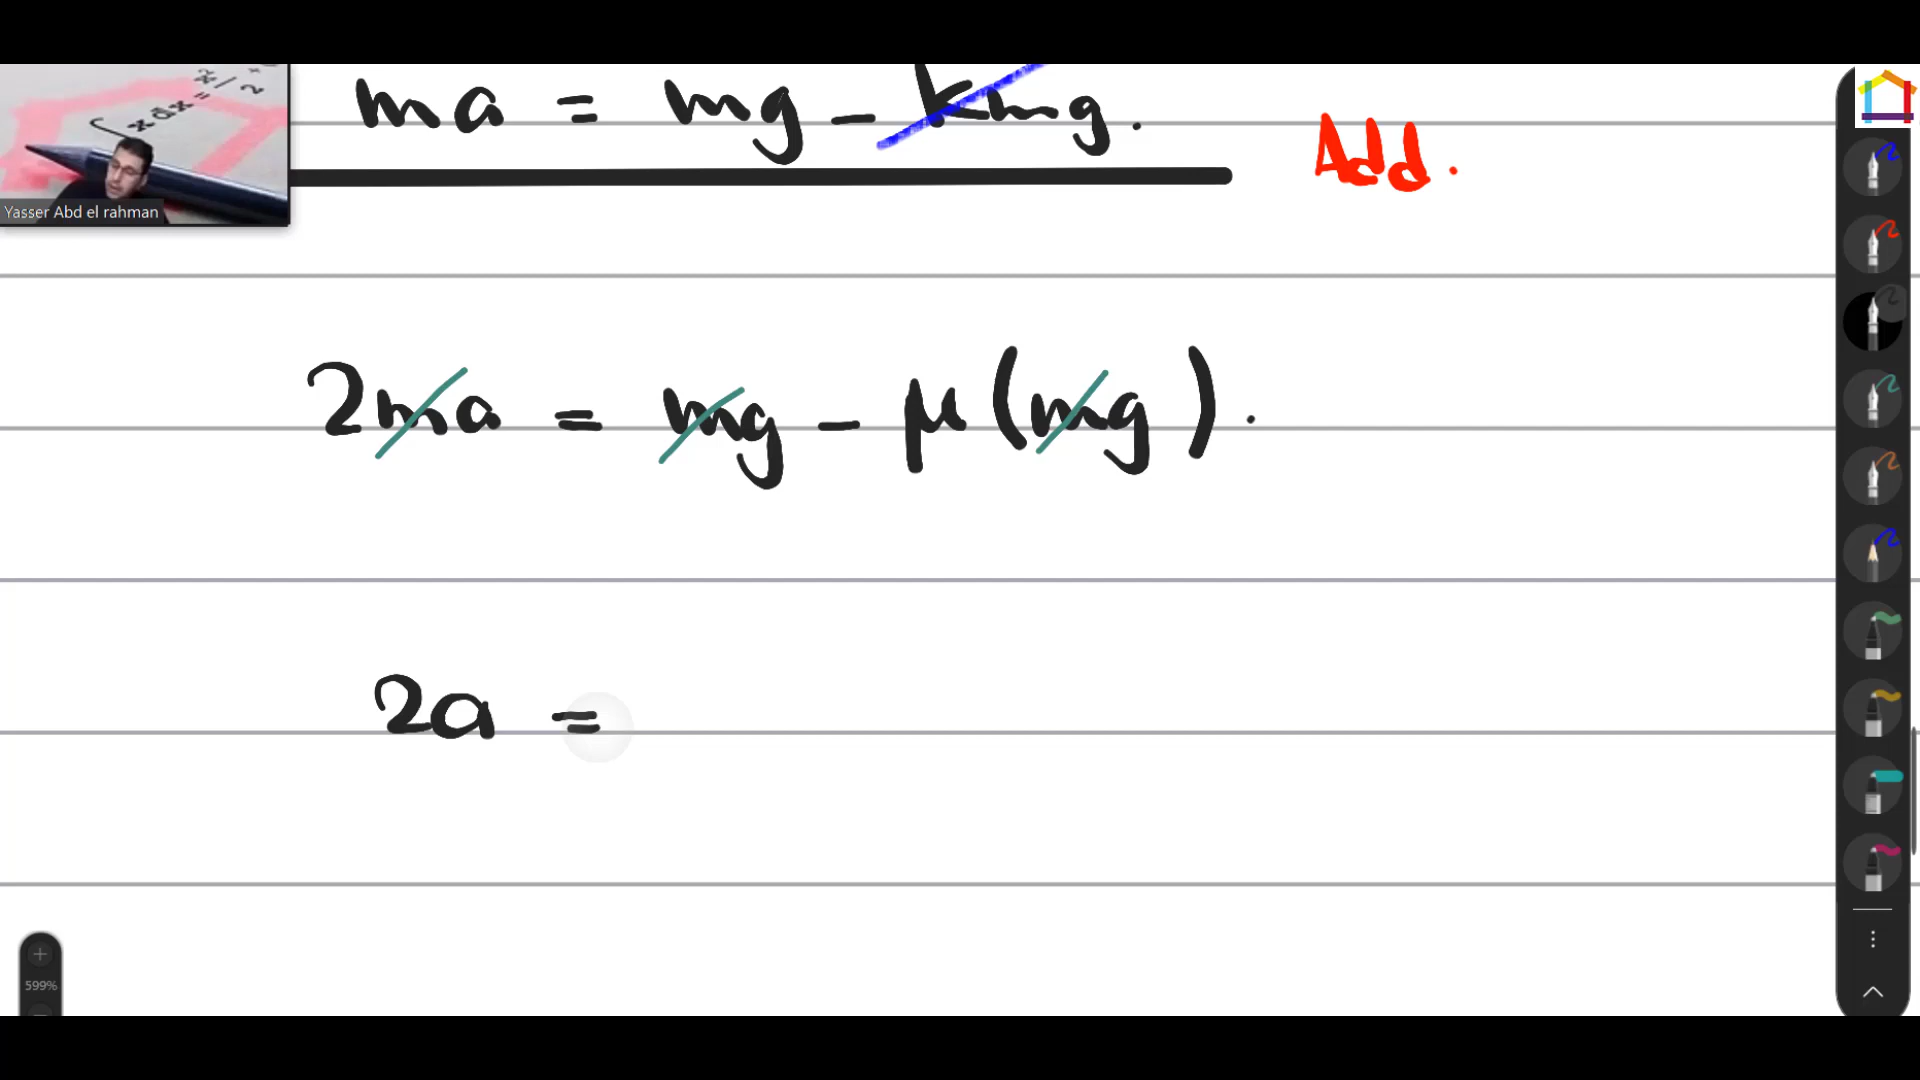 ma = mg - kmg.
Add.
Yasser Abd el rahman
2ma = mg - μ(mg).
2a =
599%